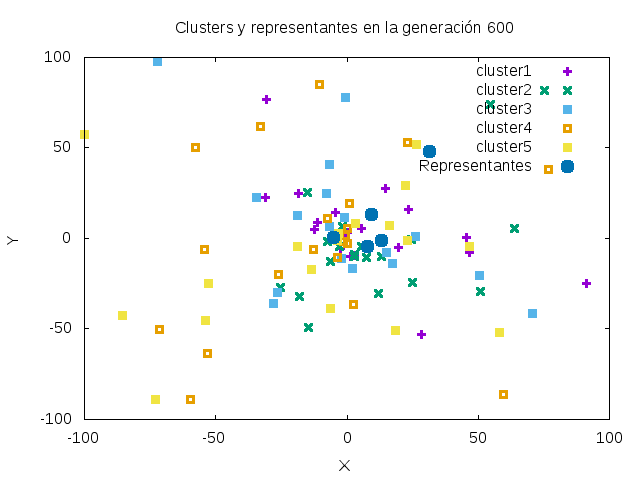 Clusters y representantes en la generación 600
cluster1
cluster2
cluster3
cluster4
cluster5
Representantes
100
50
0
-50
-100
Y
-100
-50
0
50
100
X